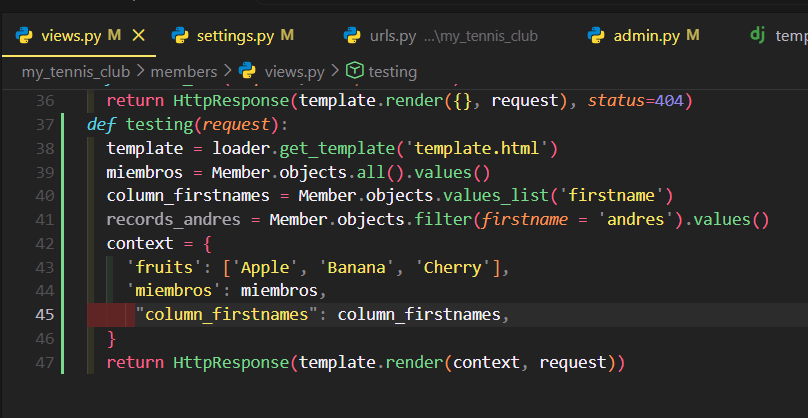 views.py M settings.py M urls.py ...\my_tennis_club admin.py M dj temp
my_tennis_club > members > views.py > testing
36 return HttpResponse(template.render({}, request), status=404)
37 def testing(request):
38 template = loader.get_template('template.html')
39 miembros = Member.objects.all().values()
40 column_firstnames = Member.objects.values_list('firstname')
41 records_andres = Member.objects.filter(firstname = 'andres').values()
42 context = {
43 'fruits': ['Apple', 'Banana', 'Cherry'],
44 'miembros': miembros,
45 "column_firstnames": column_firstnames,
46 }
47 return HttpResponse(template.render(context, request))